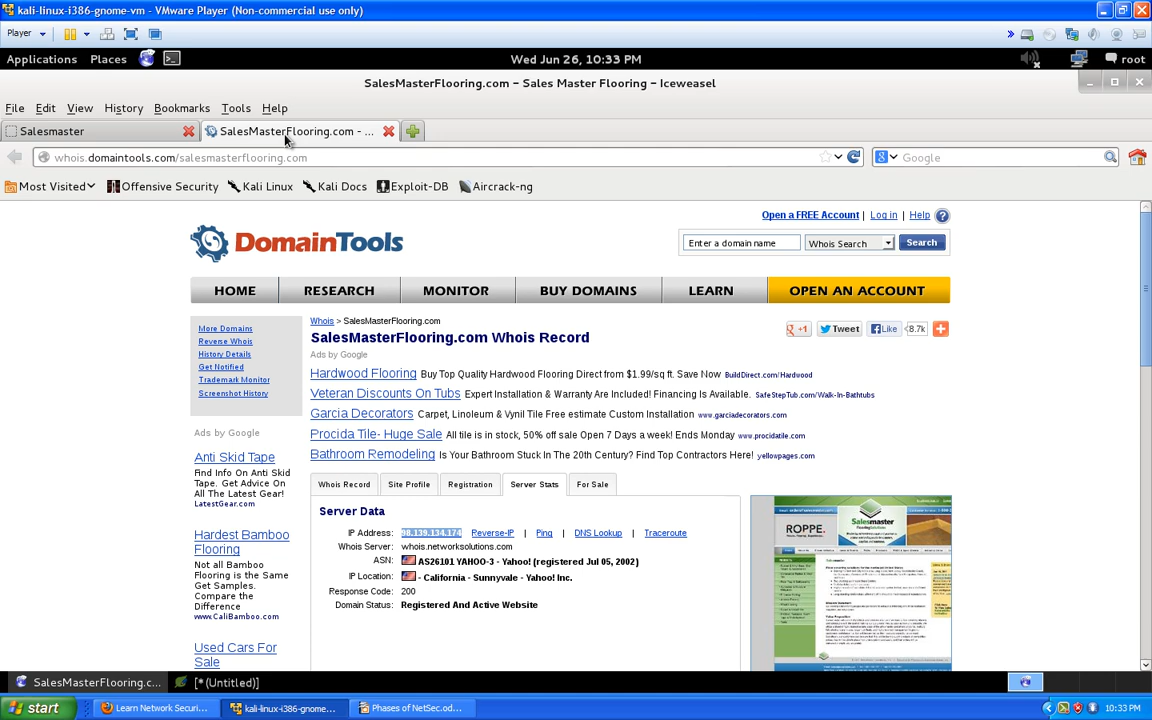 kali-linux-i386-gnome-vm - VMware Player (Non-commercial use only)
Player
Applications Places Wed Jun 26, 10:33 PM root
SalesMasterFlooring.com – Sales Master Flooring – Iceweasel
File Edit View History Bookmarks Tools Help
Salesmaster SalesMasterFlooring.com - ...
whois.domaintools.com/salesmasterflooring.com Google
Most Visited Offensive Security Kali Linux Kali Docs Exploit-DB Aircrack-ng
Open a FREE Account | Log in | Help ?
DomainTools
Enter a domain name Whois Search Search
HOME RESEARCH MONITOR BUY DOMAINS LEARN OPEN AN ACCOUNT
More Domains
Reverse Whois
History Details
Get Notified
Trademark Monitor
Screenshot History
Ads by Google
Anti Skid Tape
Find Info On Anti
Skid Tape. Get Advice On
All The Latest Gear!
LatestGear.com
Hardest Bamboo
Flooring
Not all Bamboo
Flooring is the Same
Get Samples.
Compare the
Difference
www.CaliBamboo.com
Used Cars For
Sale
Whois > SalesMasterFlooring.com
SalesMasterFlooring.com Whois Record
+1 Tweet Like 8.7k
Ads by Google
Hardwood Flooring Buy Top Quality Hardwood Flooring Direct from $1.99/sq ft. Save Now BuildDirect.com/Hardwood
Veteran Discounts On Tubs Expert Installation & Warranty Are Included! Financing Is Available. SafeStepTub.com/Walk-In-Bathtubs
Garcia Decorators Carpet, Linoleum & Vynil Tile Free estimate Custom Installation www.garciadecorators.com
Procida Tile- Huge Sale All tile is in stock, 50% off sale Open 7 Days a week! Ends Monday www.procidatile.com
Bathroom Remodeling Is Your Bathroom Stuck In The 20th Century? Find Top Contractors Here! yellowpages.com
Whois Record Site Profile Registration Server Stats For Sale
Server Data
IP Address: Reverse-IP | Ping | DNS Lookup | Traceroute
Whois Server: whois.networksolutions.com
ASN: AS26101 YAHOO-3 - Yahoo! (registered Jul 05, 2002)
IP Location: - California - Sunnyvale - Yahoo! Inc.
Response Code: 200
Domain Status: Registered And Active Website
ROPPE.
Salesmaster
SalesMasterFlooring.c... [*(Untitled)]
start Learn Network Securi... kali-linux-i386-gnome... Phases of NetSec.od... 10:33 PM